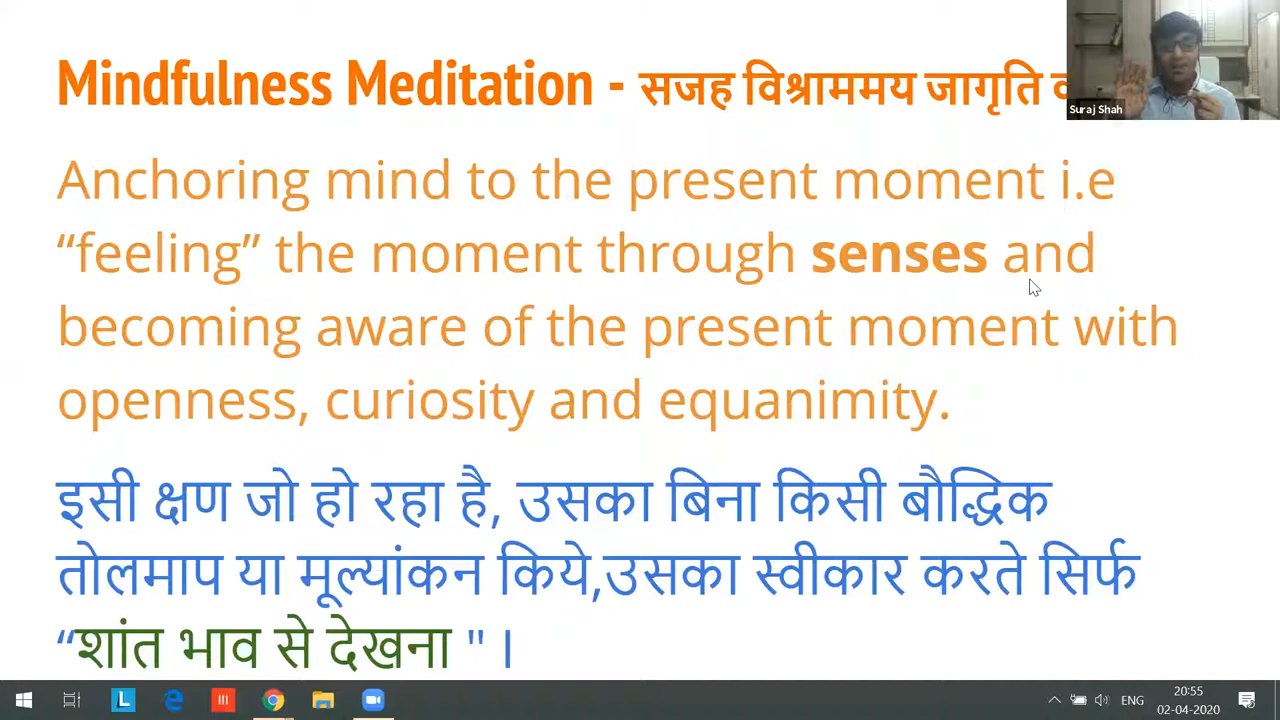 Mindfulness Meditation - सजह विश्राममय जागृति
Suraj Shah
Anchoring mind to the present moment i.e
“feeling” the moment through senses and
becoming aware of the present moment with
openness, curiosity and equanimity.
इसी क्षण जो हो रहा है, उसका बिना किसी बौद्धिक
तोलमाप या मूल्यांकन किये,उसका स्वीकार करते सिर्फ
“शांत भाव से देखना " ।
L
ENG
20:55
02-04-2020